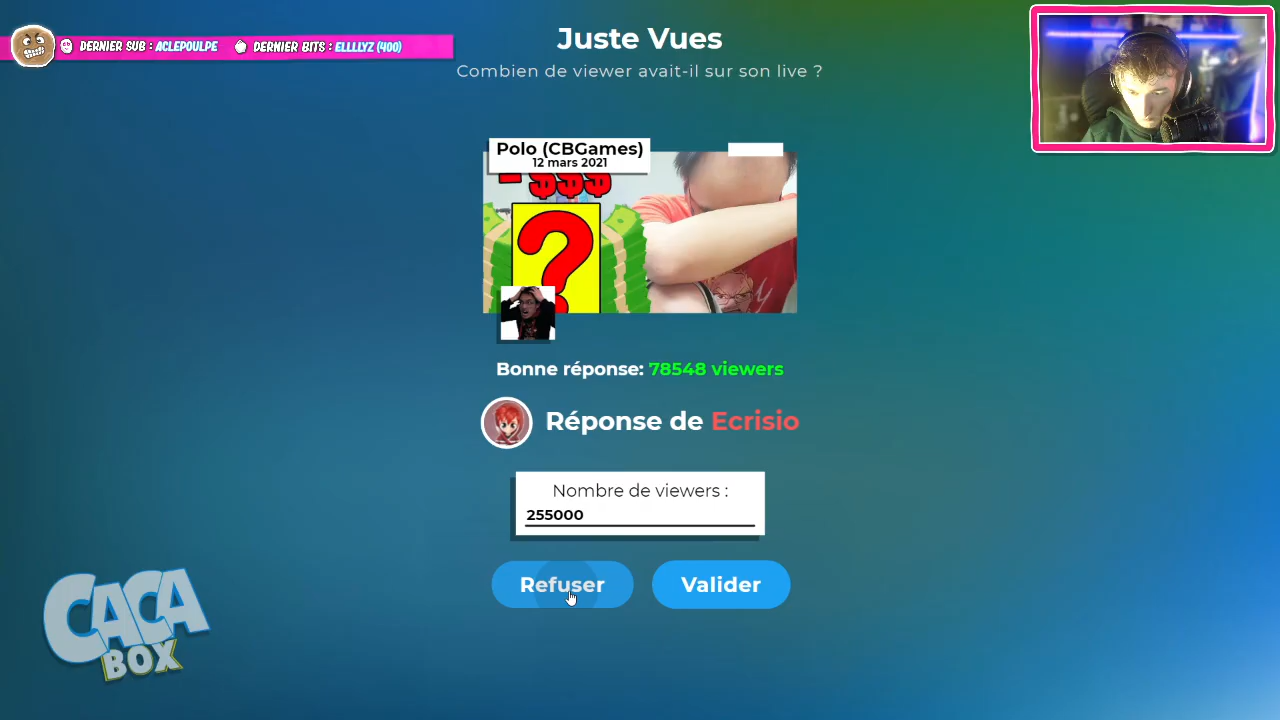 DERNIER SUB : ACLEPOULPE DERNIER BITS : ELLLLYZ (400)
Juste Vues
Combien de viewer avait-il sur son live ?
Polo (CBGames)
12 mars 2021
- $$$
?
Bonne réponse: 78548 viewers
Réponse de Ecrisio
Nombre de viewers :
255000
Refuser Valider
CACA
BOX